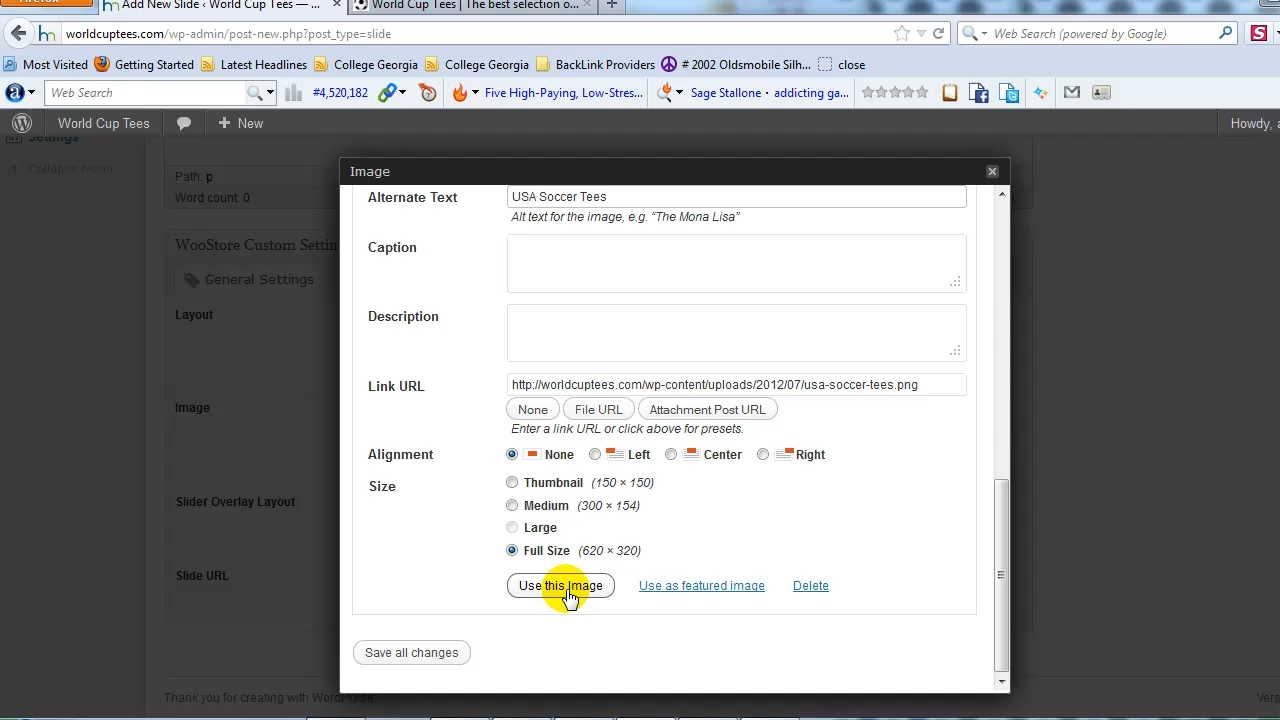 Firefox
Add New Slide ‹ World Cup Tees — ...
World Cup Tees | The best selection o...
worldcuptees.com/wp-admin/post-new.php?post_type=slide
Web Search (powered by Google)
Most Visited Getting Started Latest Headlines College Georgia College Georgia BackLink Providers # 2002 Oldsmobile Silh... close
Web Search #4,520,182 Five High-Paying, Low-Stres... Sage Stallone - addicting ga...
World Cup Tees + New Howdy, a
Settings
Collapse menu
Path: p
Word count: 0
WooStore Custom Settin
General Settings
Layout
Image
Slider Overlay Layout
Slide URL
Thank you for creating with WordPress.
Vers
Image
Alternate Text USA Soccer Tees
Alt text for the image, e.g. “The Mona Lisa”
Caption
Description
Link URL http://worldcuptees.com/wp-content/uploads/2012/07/usa-soccer-tees.png
None File URL Attachment Post URL
Enter a link URL or click above for presets.
Alignment None Left Center Right
Size Thumbnail (150 × 150)
Medium (300 × 154)
Large
Full Size (620 × 320)
Use this Image Use as featured image Delete
Save all changes